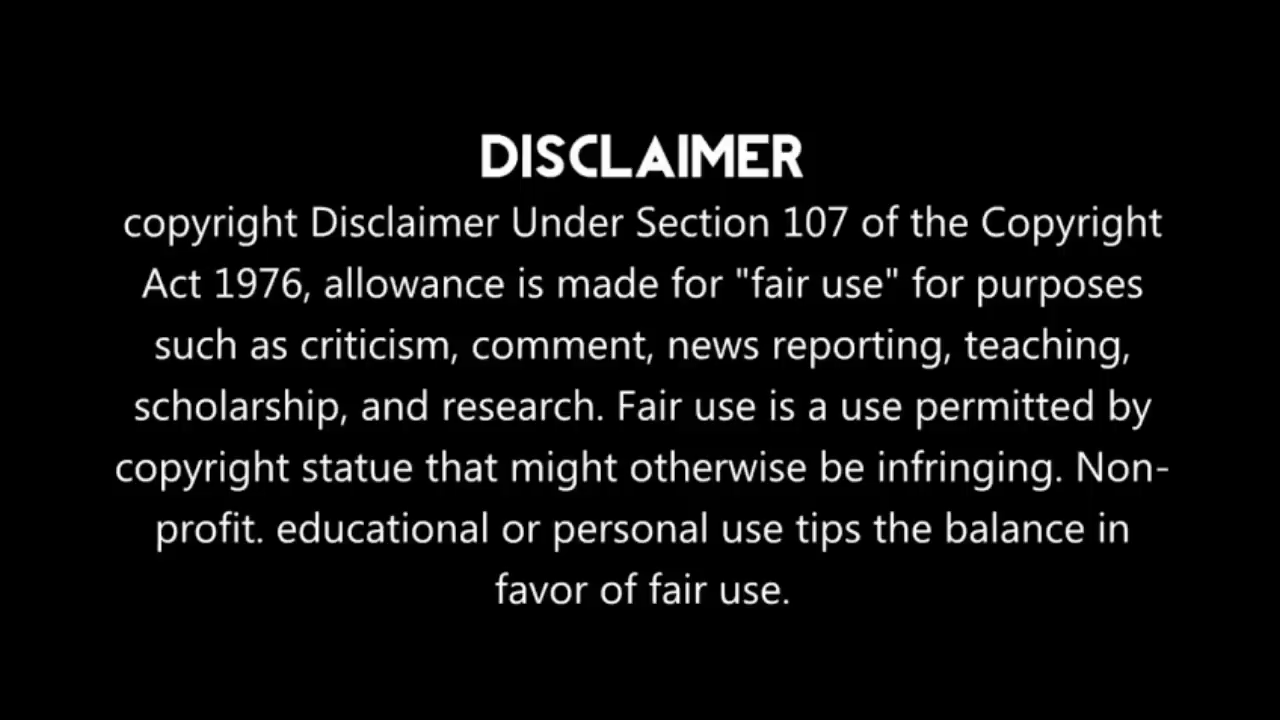 DISCLAIMER
copyright Disclaimer Under Section 107 of the Copyright
Act 1976, allowance is made for "fair use" for purposes
such as criticism, comment, news reporting, teaching,
scholarship, and research. Fair use is a use permitted by
copyright statue that might otherwise be infringing. Non-
profit. educational or personal use tips the balance in
favor of fair use.